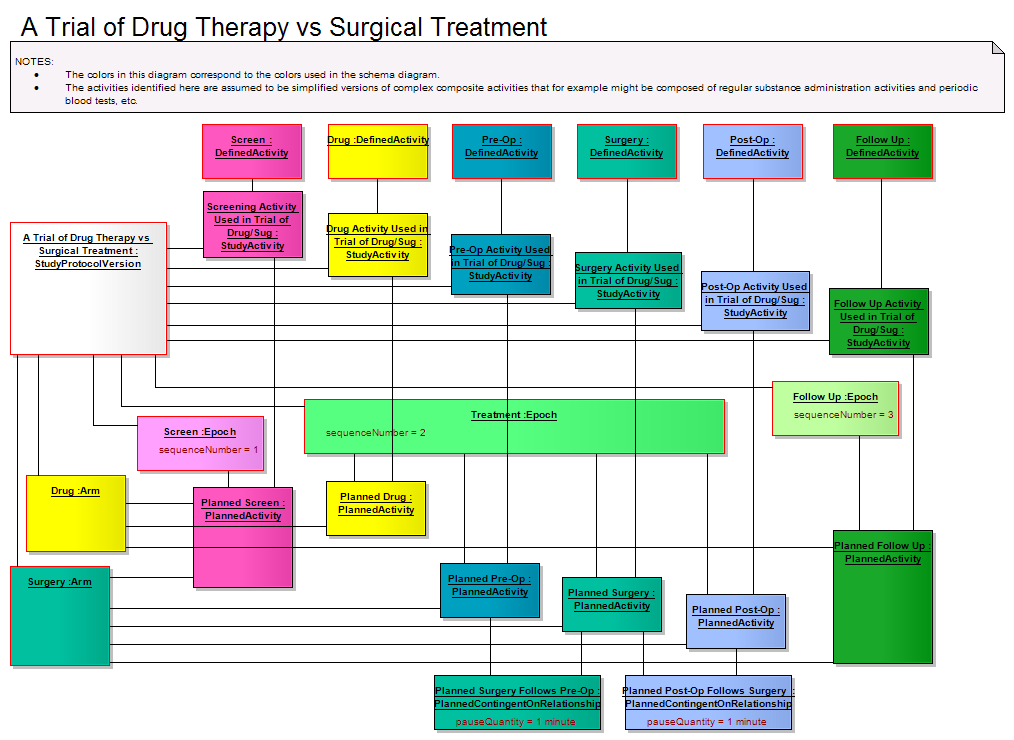 A Trial of Drug Therapy vs Surgical Treatment
NOTES:
• The colors in this diagram correspond to the colors used in the schema diagram.
• The activities identified here are assumed to be simplified versions of complex composite activities that for example might be composed of regular substance administration activities and periodic
blood tests, etc.
Screen :
DefinedActivity
Drug :DefinedActivity
Pre-Op :
DefinedActivity
Surgery :
DefinedActivity
Post-Op :
DefinedActivity
Follow Up :
DefinedActivity
Screening Activity
Used in Trial of
Drug/Sug :
StudyActivity
Drug Activity Used in
Trial of Drug/Sug :
StudyActivity
Pre-Op Activity Used
in Trial of Drug/Sug :
StudyActivity
Surgery Activity Used
in Trial of Drug/Sug :
StudyActivity
Post-Op Activity Used
in Trial of Drug/Sug :
StudyActivity
Follow Up Activity
Used in Trial of
Drug/Sug :
StudyActivity
A Trial of Drug Therapy vs
Surgical Treatment :
StudyProtocolVersion
Screen :Epoch
sequenceNumber = 1
Treatment :Epoch
sequenceNumber = 2
Follow Up :Epoch
sequenceNumber = 3
Drug :Arm
Surgery :Arm
Planned Screen :
PlannedActivity
Planned Drug :
PlannedActivity
Planned Pre-Op :
PlannedActivity
Planned Surgery :
PlannedActivity
Planned Post-Op :
PlannedActivity
Planned Follow Up :
PlannedActivity
Planned Surgery Follows Pre-Op :
PlannedContingentOnRelationship
pauseQuantity = 1 minute
Planned Post-Op Follows Surgery :
PlannedContingentOnRelationship
pauseQuantity = 1 minute